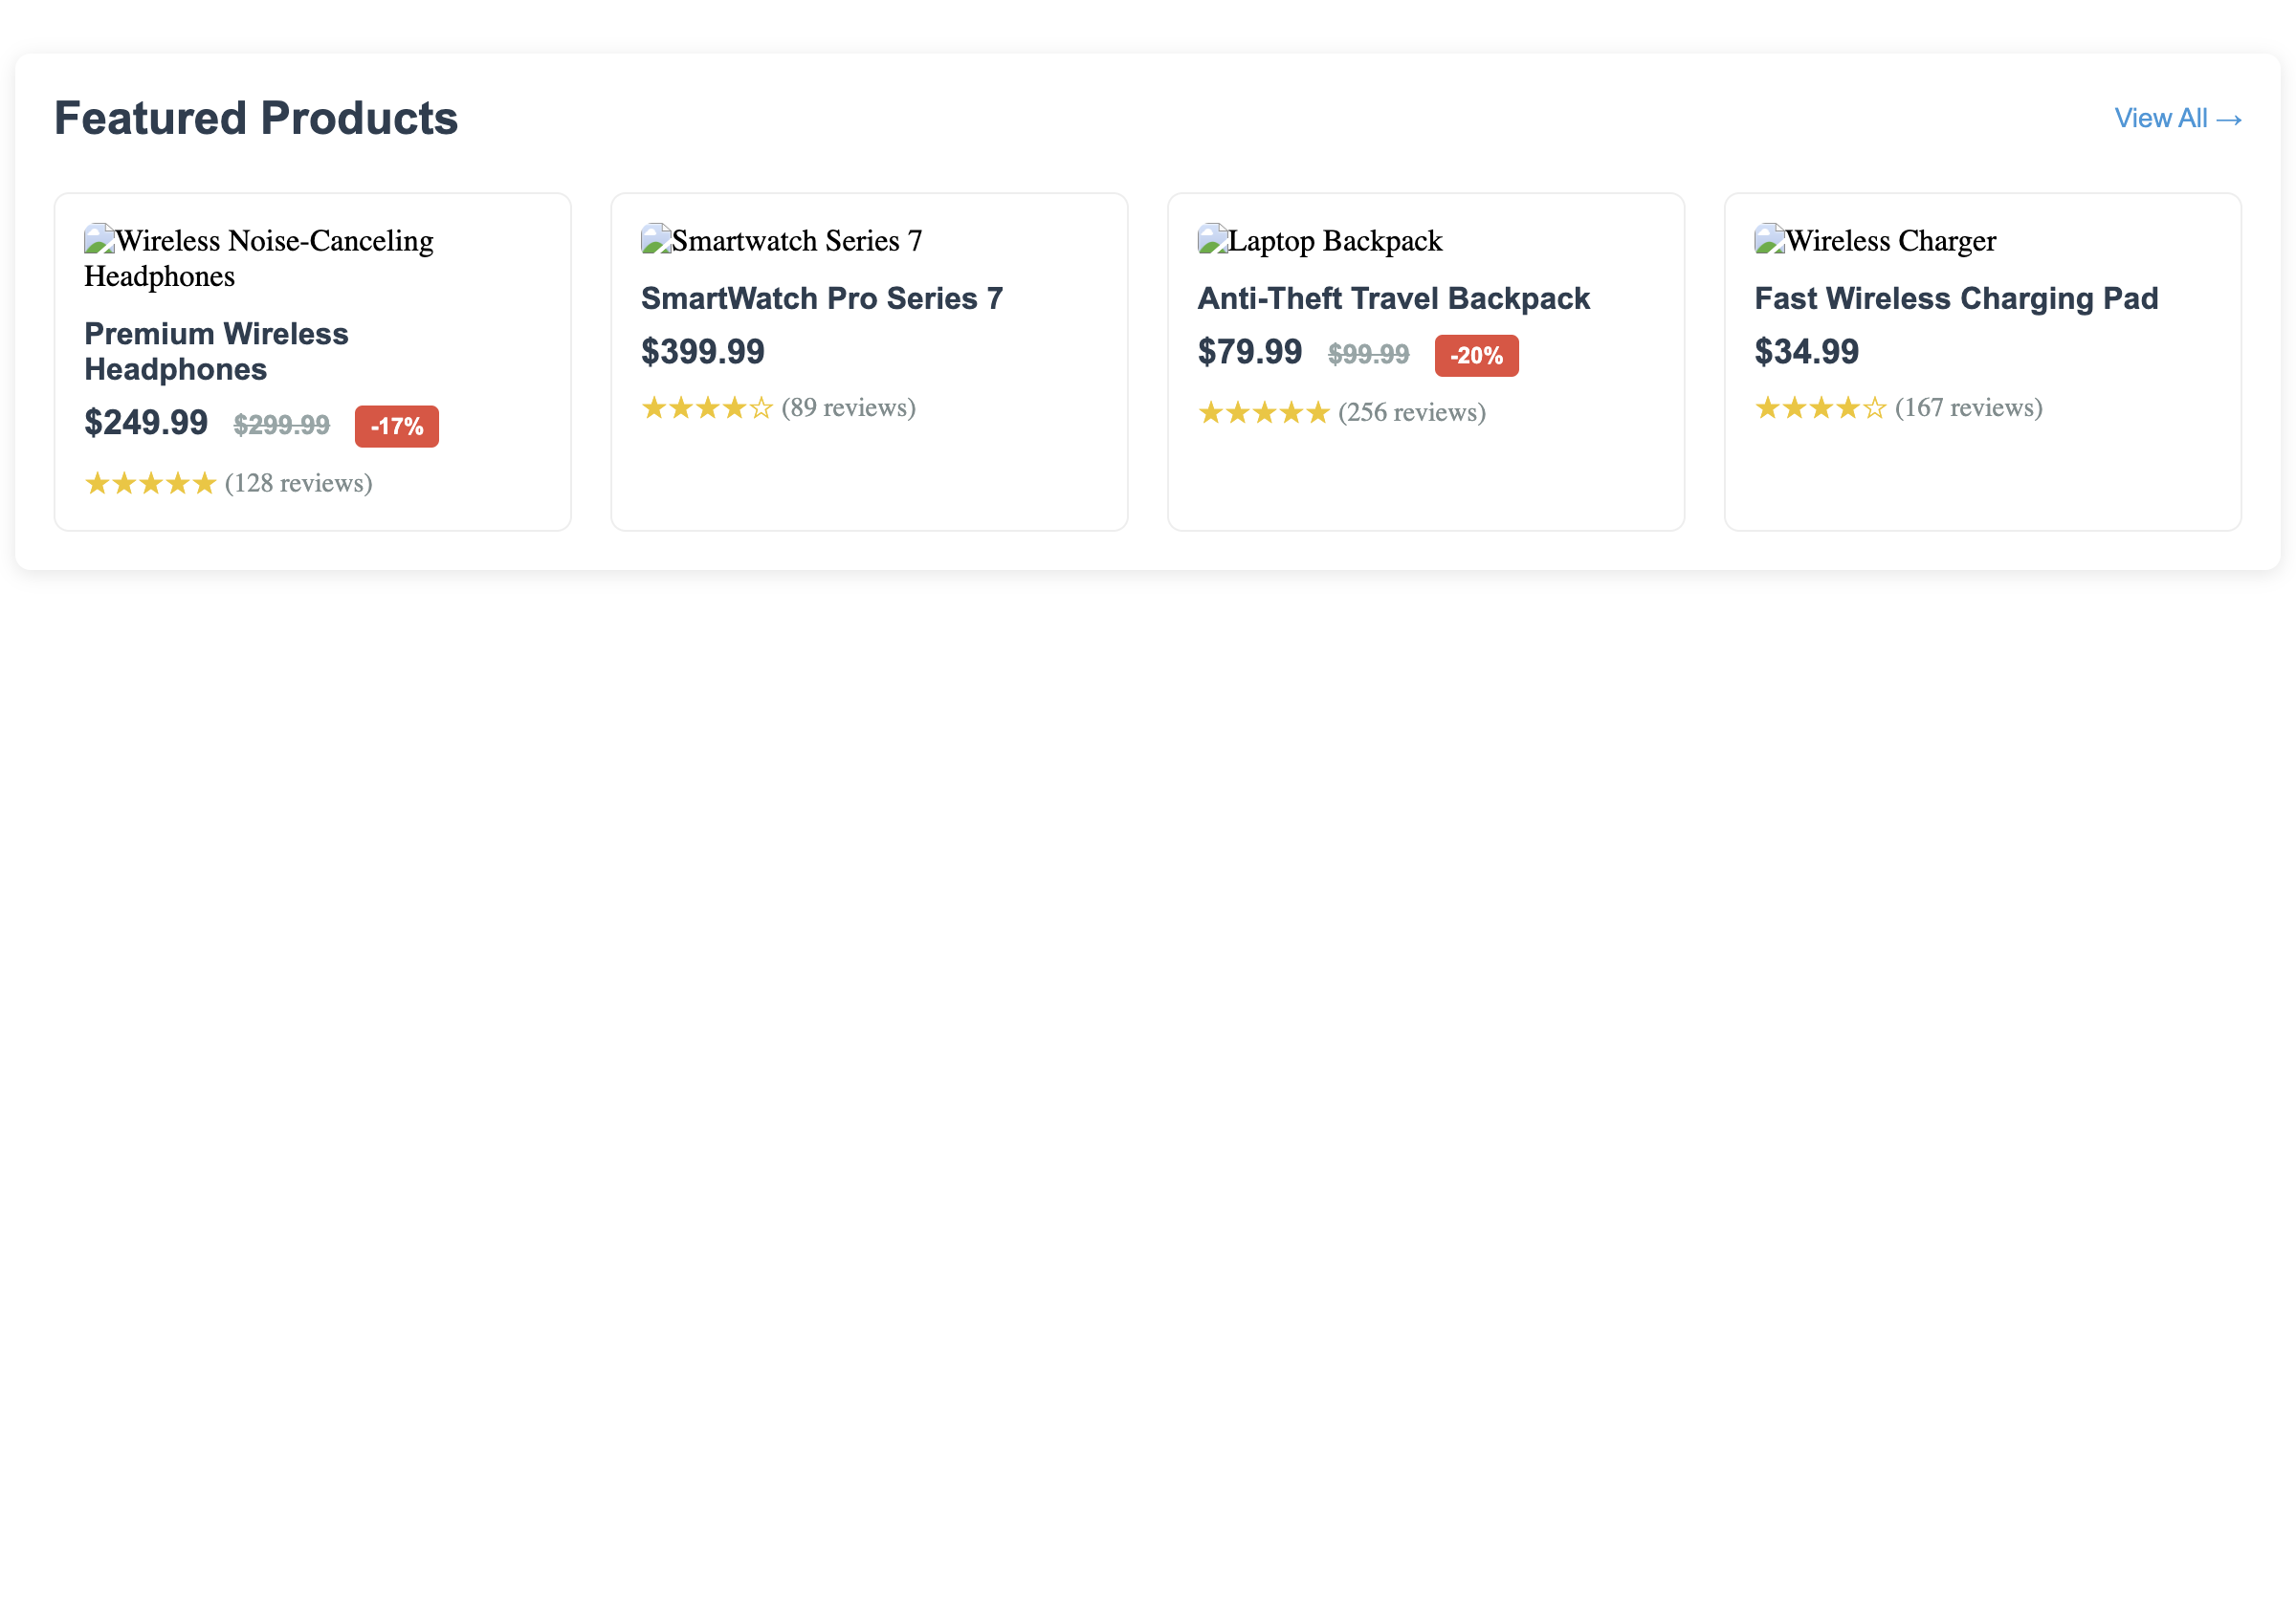 Featured Products
View All →
Wireless Noise-Canceling
Headphones
Premium Wireless
Headphones
$249.99 $299.99 -17%
★★★★★ (128 reviews)
Smartwatch Series 7
SmartWatch Pro Series 7
$399.99
★★★★☆ (89 reviews)
Laptop Backpack
Anti-Theft Travel Backpack
$79.99 $99.99 -20%
★★★★★ (256 reviews)
Wireless Charger
Fast Wireless Charging Pad
$34.99
★★★★☆ (167 reviews)